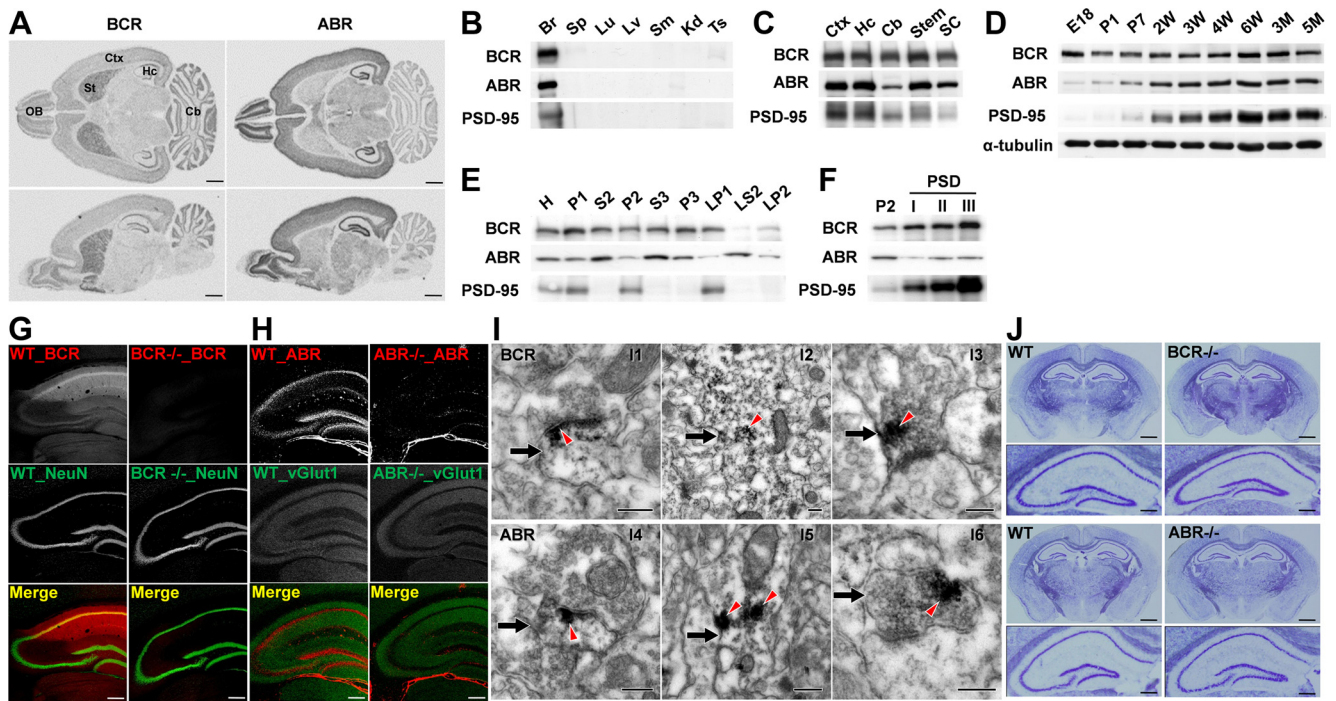 A
BCR
ABR
Ctx
Hc
St
OB
Cb
B
Br Sp Lu Lv Sm Kd Ts
BCR
ABR
PSD-95
C
Ctx Hc Cb Stem SC
BCR
ABR
PSD-95
D
E18 P1 P7 2W 3W 4W 6W 3M 5M
BCR
ABR
PSD-95
α-tubulin
E
H P1 S2 P2 S3 P3 LP1 LS2 LP2
BCR
ABR
PSD-95
F
PSD
P2 I II III
BCR
ABR
PSD-95
G
WT_BCR BCR-/-_BCR
WT_NeuN BCR -/-_NeuN
Merge Merge
H
WT_ABR ABR-/-_ABR
WT_vGlut1 ABR-/-_vGlut1
Merge Merge
I
BCR I1 I2 I3
ABR I4 I5 I6
J
WT BCR-/-
WT ABR-/-